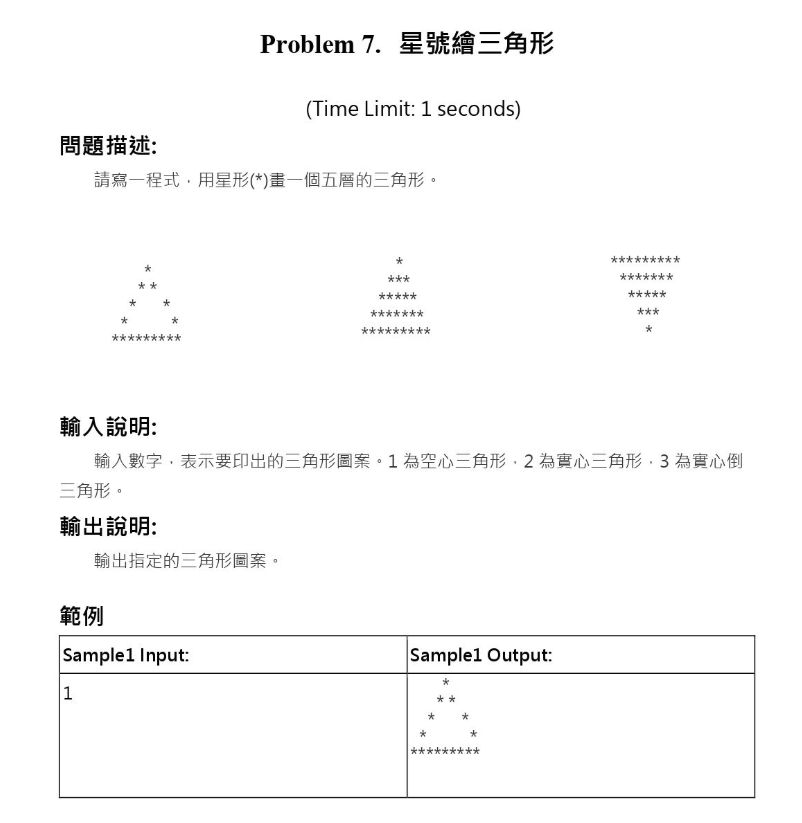 Problem 7. 星號繪三角形
(Time Limit: 1 seconds)
問題描述:
請寫一程式，用星形(*)畫一個五層的三角形。
* * *********
* * *** *******
* * ***** *****
* * ******* ***
********* ********* *
輸入說明:
輸入數字，表示要印出的三角形圖案。1 為空心三角形，2 為實心三角形，3 為實心倒
三角形。
輸出說明:
輸出指定的三角形圖案。
範例
Sample1 Input: Sample1 Output:
1
*
* *
* *
* *
*********